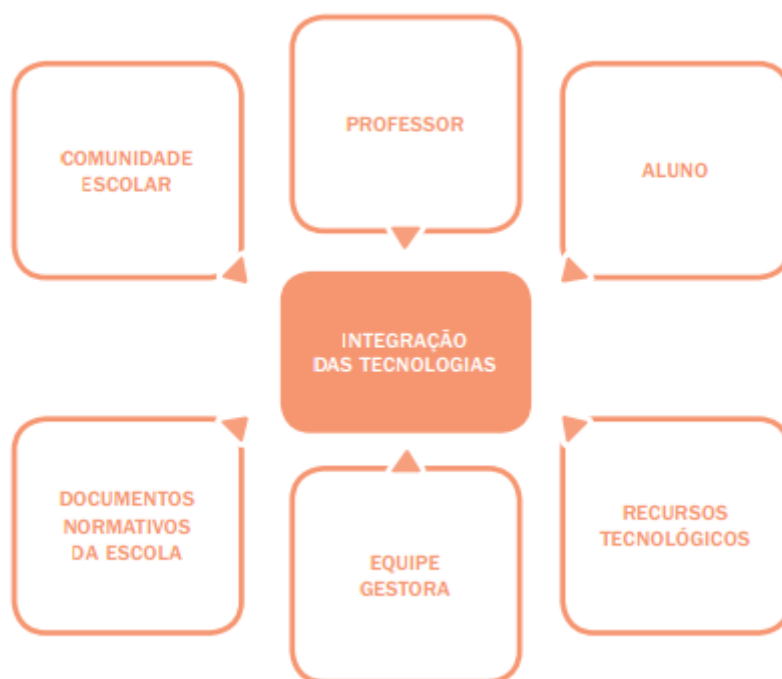 COMUNIDADE
ESCOLAR
PROFESSOR
ALUNO
INTEGRAÇÃO
DAS TECNOLOGIAS
DOCUMENTOS
NORMATIVOS
DA ESCOLA
EQUIPE
GESTORA
RECURSOS
TECNOLÓGICOS